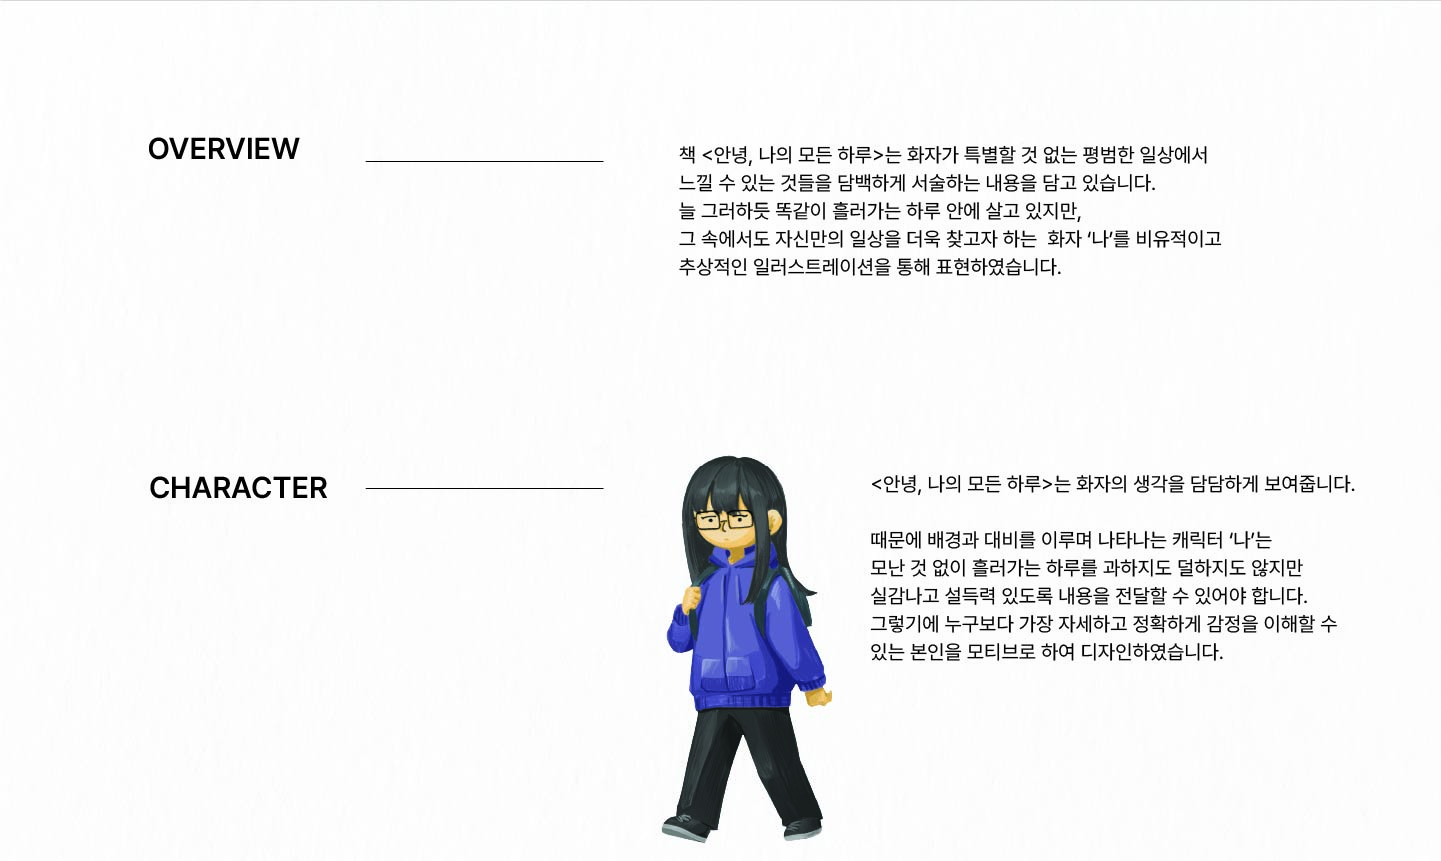 OVERVIEW
책 <안녕, 나의 모든 하루>는 화자가 특별할 것 없는 평범한 일상에서
느낄 수 있는 것들을 담백하게 서술하는 내용을 담고 있습니다.
늘 그러하듯 똑같이 흘러가는 하루 안에 살고 있지만,
그 속에서도 자신만의 일상을 더욱 찾고자 하는 화자 ‘나’를 비유적이고
추상적인 일러스트레이션을 통해 표현하였습니다.
CHARACTER
<안녕, 나의 모든 하루>는 화자의 생각을 담담하게 보여줍니다.
때문에 배경과 대비를 이루며 나타나는 캐릭터 ‘나’는
모난 것 없이 흘러가는 하루를 과하지도 덜하지도 않지만
실감나고 설득력 있도록 내용을 전달할 수 있어야 합니다.
그렇기에 누구보다 가장 자세하고 정확하게 감정을 이해할 수
있는 본인을 모티브로 하여 디자인하였습니다.